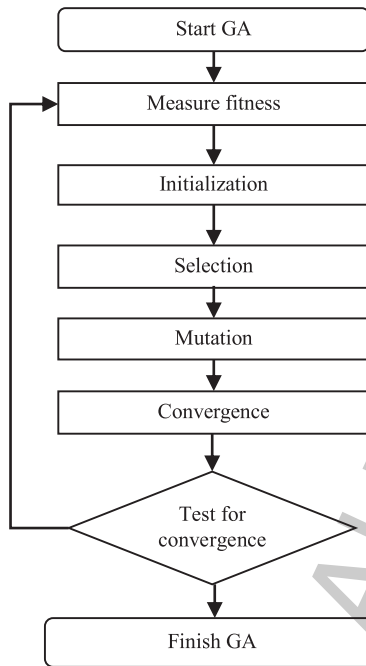 Start GA
Measure fitness
Initialization
Selection
Mutation
Convergence
Test for
convergence
Finish GA